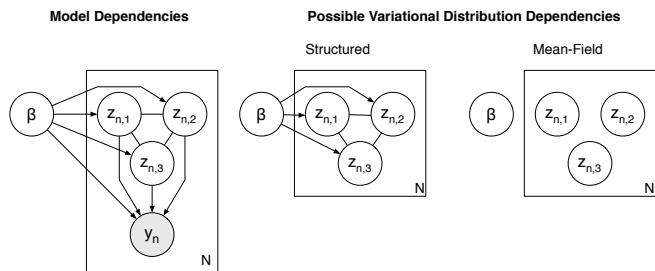 Model Dependencies
Possible Variational Distribution Dependencies
Structured
Mean-Field
β
z_{n,1}
z_{n,2}
z_{n,3}
y_n
N
β
z_{n,1}
z_{n,2}
z_{n,3}
N
β
z_{n,1}
z_{n,2}
z_{n,3}
N